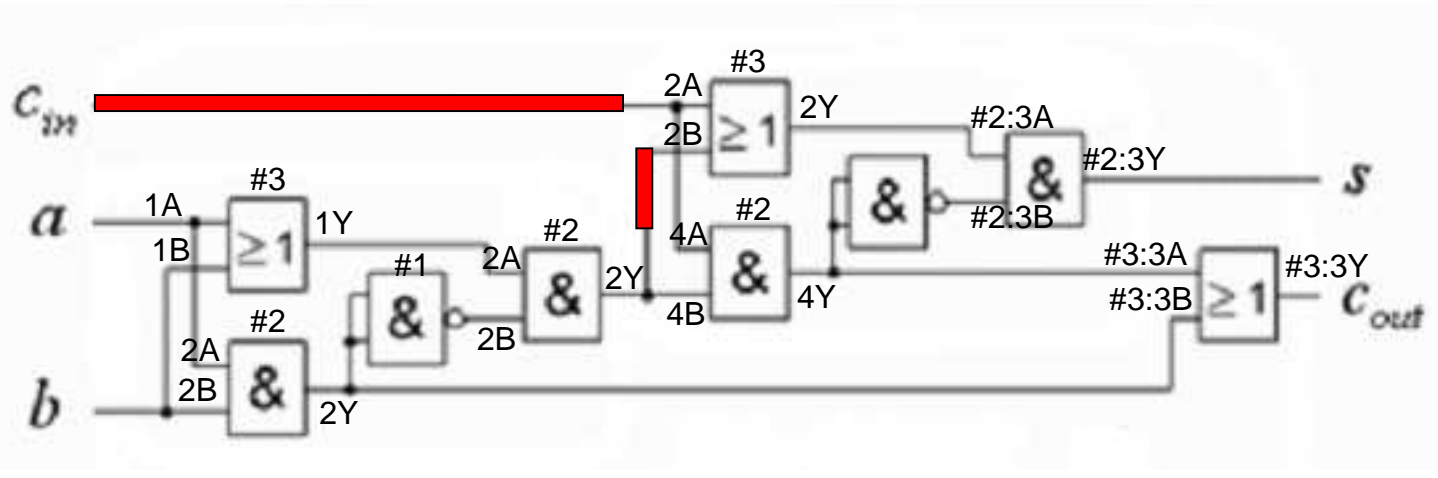 #3
c_in 2A 2Y
≥1 #2:3A
2B
& #2:3Y s
#3 & #2:3B
a 1A #2
1B ≥1 1Y 4A
#1 2A #2 & #3:3A #3:3Y
& & 2Y 4B 4Y #3:3B ≥1 c_out
#2 2B
2A
b 2B & 2Y